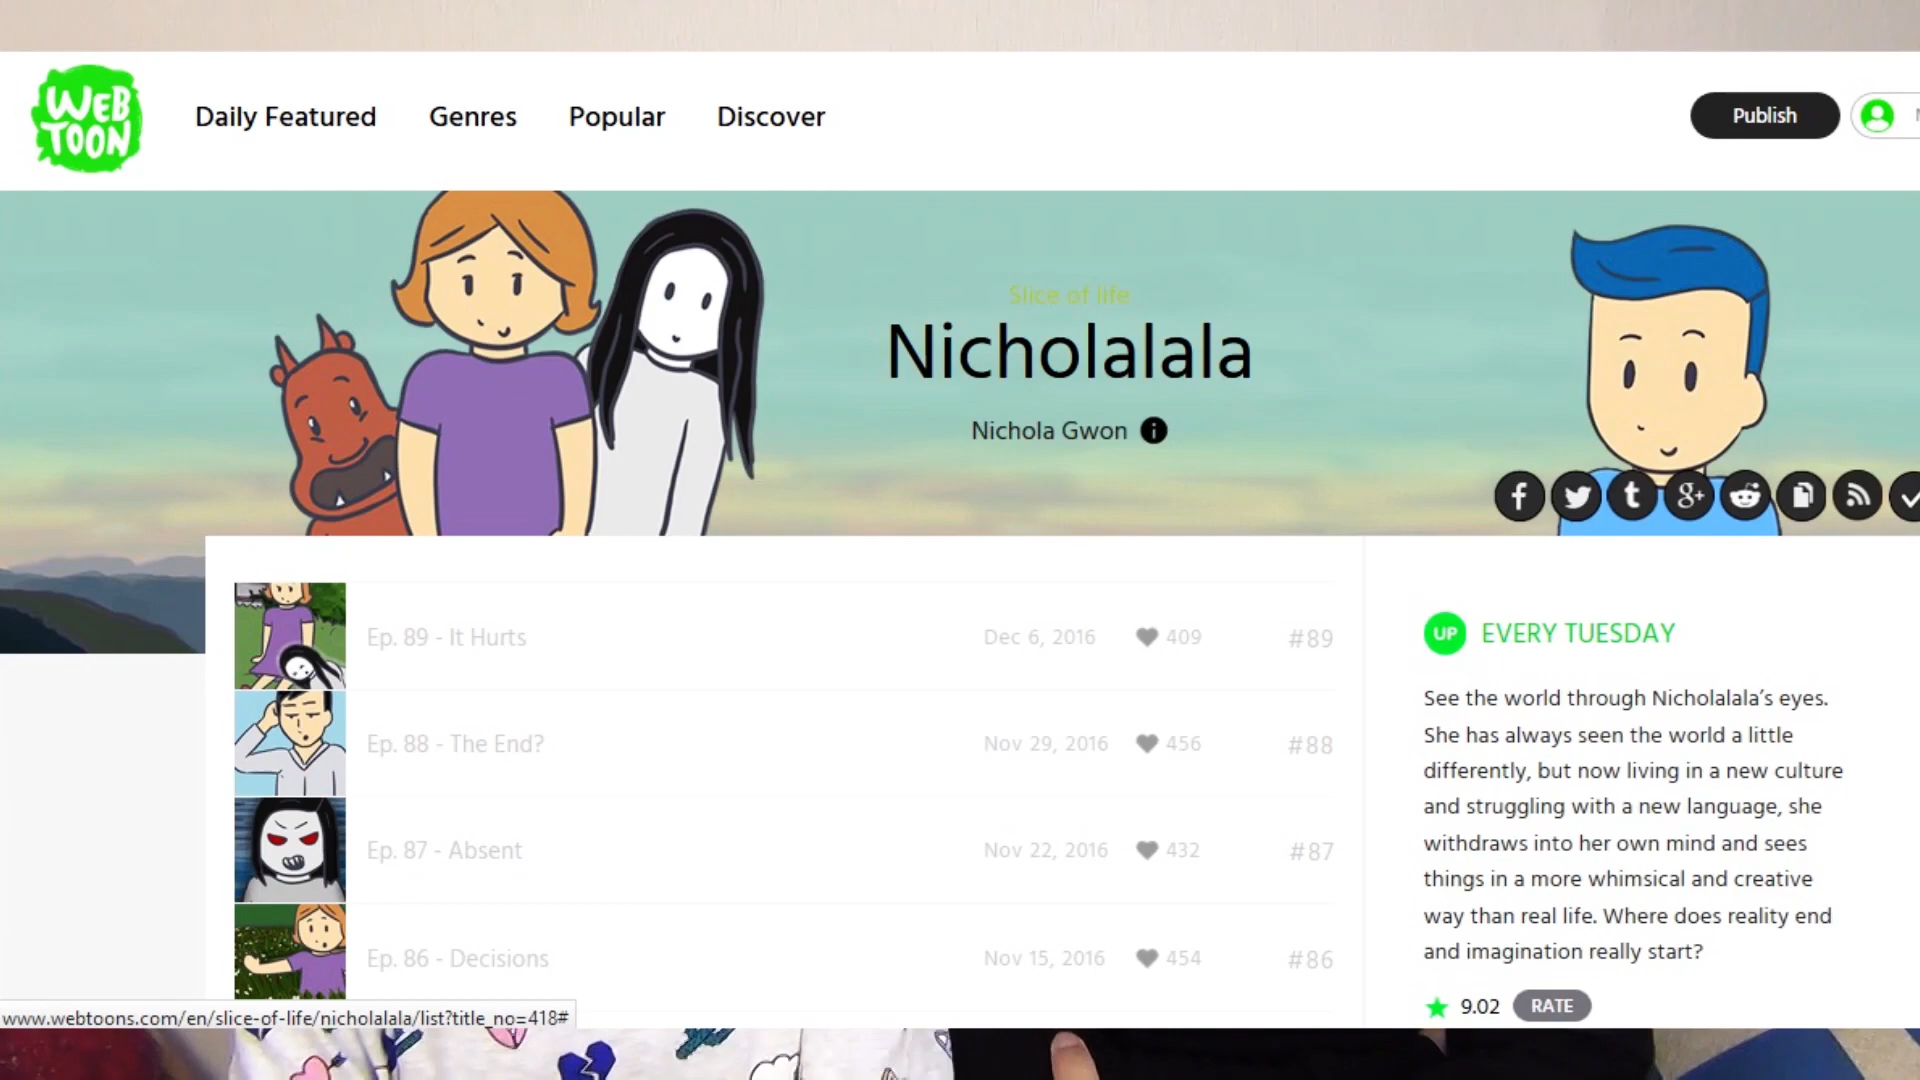 WEB
TOON
Daily Featured
Genres
Popular
Discover
Publish
Slice of life
Nicholalala
Nichola Gwon
Ep. 89 - It Hurts
Dec 6, 2016
409
#89
Ep. 88 - The End?
Nov 29, 2016
456
#88
Ep. 87 - Absent
Nov 22, 2016
432
#87
Ep. 86 - Decisions
Nov 15, 2016
454
#86
UP EVERY TUESDAY
See the world through Nicholalala’s eyes.
She has always seen the world a little
differently, but now living in a new culture
and struggling with a new language, she
withdraws into her own mind and sees
things in a more whimsical and creative
way than real life. Where does reality end
and imagination really start?
9.02 RATE
www.webtoons.com/en/slice-of-life/nicholalala/list?title_no=418#